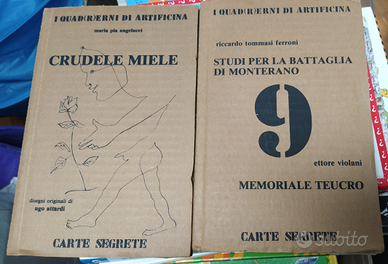 I QUAD(R)ERNI DI ARTIFICINA
maria pia angelucci
CRUDELE MIELE
disegni originali di
ugo attardi
CARTE SEGRETE
I QUAD(R)ERNI DI ARTIFICINA
riccardo tommasi ferroni
STUDI PER LA BATTAGLIA
DI MONTERANO
9
ettore violani
MEMORIALE TEUCRO
CARTE SEGRETE
subito